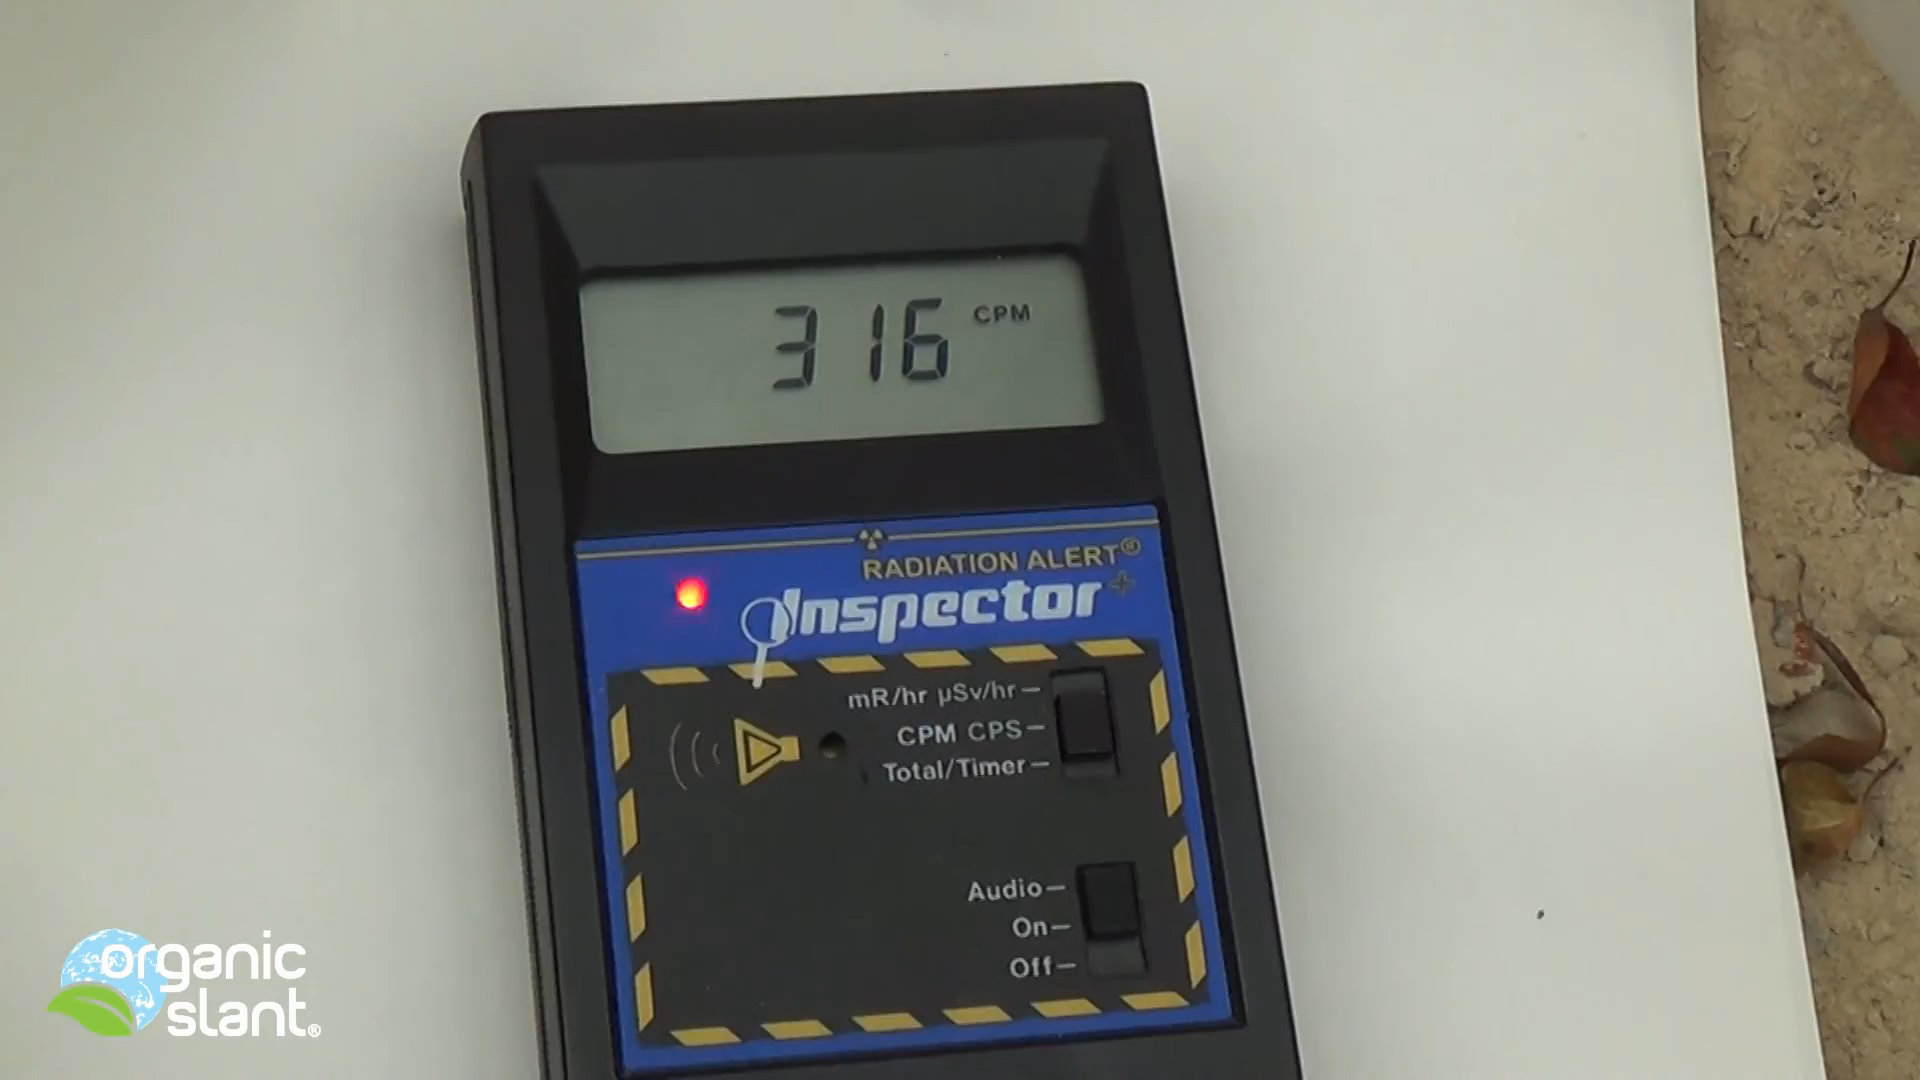 316 CPM
RADIATION ALERT®
Inspector+
mR/hr µSv/hr
CPM CPS
Total/Timer
Audio
On
Off
organic
slant®